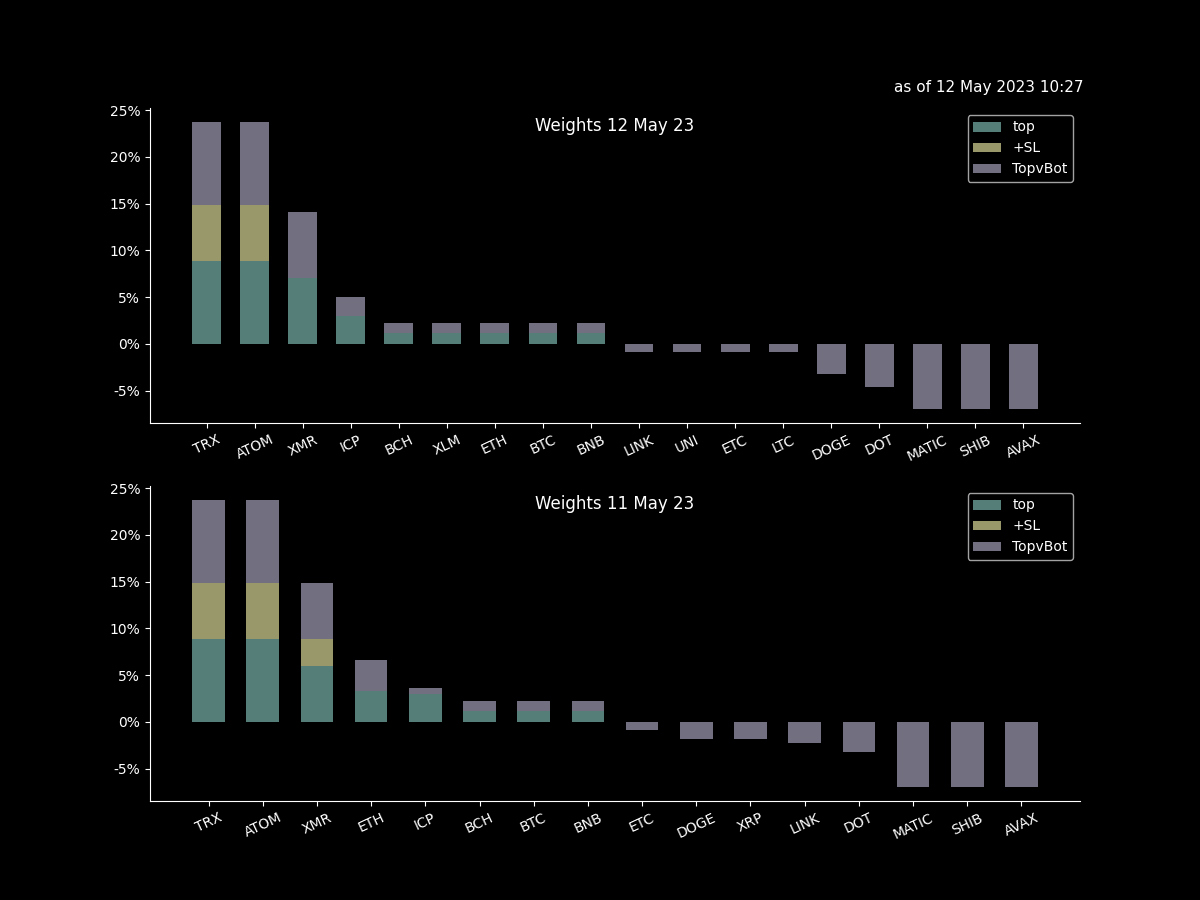 as of 12 May 2023 10:27
Weights 12 May 23
25%
20%
15%
10%
5%
0%
-5%
top
+SL
TopvBot
TRX ATOM XMR ICP BCH XLM ETH BTC BNB LINK UNI ETC LTC DOGE DOT MATIC SHIB AVAX
Weights 11 May 23
25%
20%
15%
10%
5%
0%
-5%
top
+SL
TopvBot
TRX ATOM XMR ETH ICP BCH BTC BNB ETC DOGE XRP LINK DOT MATIC SHIB AVAX